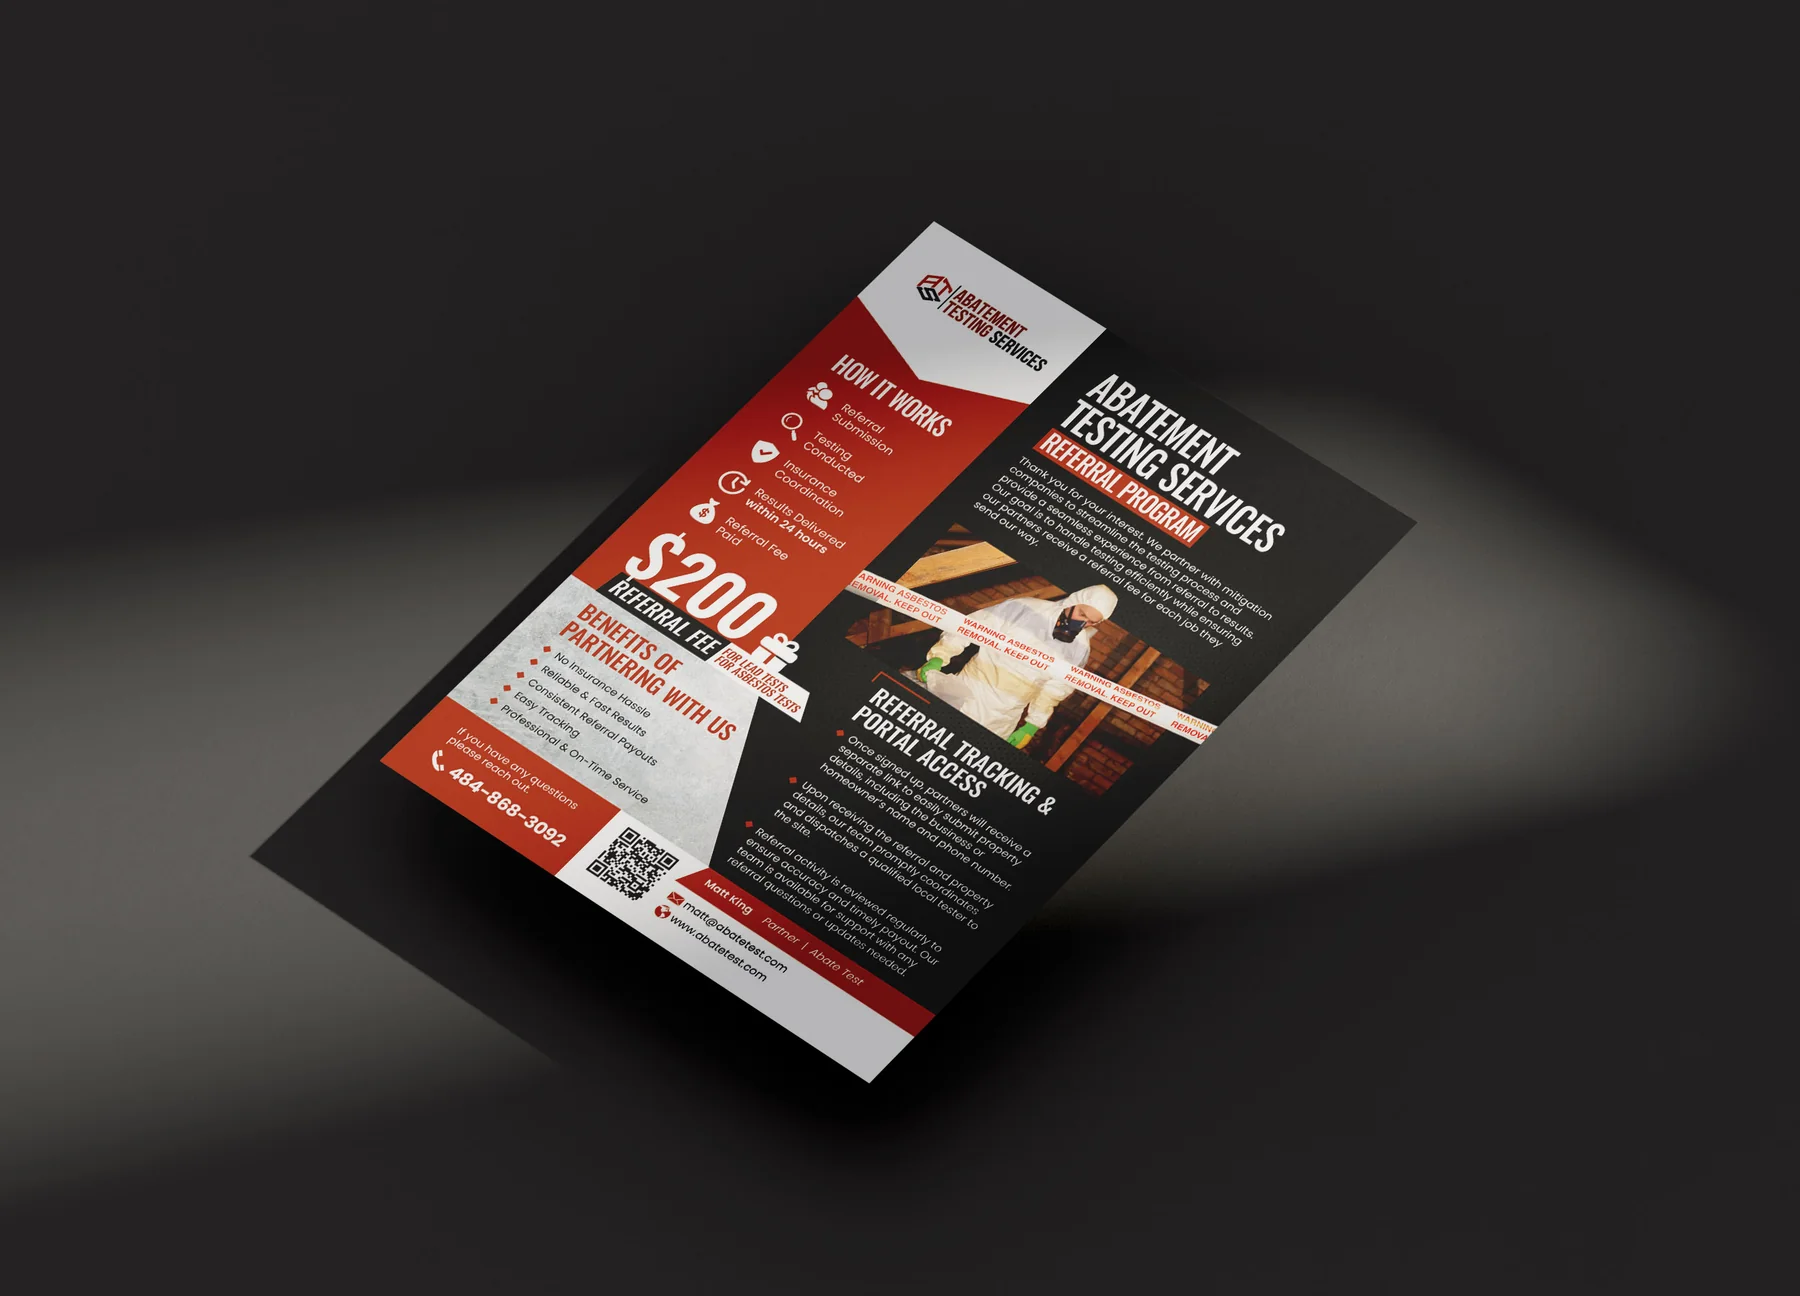 ATS
ABATEMENT
TESTING SERVICES
HOW IT WORKS
Referral
Submission
Testing
Conducted
Insurance
Coordination
Results Delivered
within 24 hours
Referral Fee
Paid
$200
REFERRAL FEE
FOR LEAD TESTS
FOR ASBESTOS TESTS
BENEFITS OF
PARTNERING WITH US
No Insurance Hassle
Reliable & Fast Results
Consistent Referral Payouts
Easy Tracking
Professional & On-Time Service
If you have any questions
please reach out.
484-868-3092
ABATEMENT
TESTING SERVICES
REFERRAL PROGRAM
Thank you for your interest. We partner with mitigation
companies to streamline the testing process and
provide a seamless experience from referral to results.
Our goal is to handle testing efficiently while ensuring
our partners receive a referral fee for each job they
send our way.
ARNING ASBESTOS
REMOVAL. KEEP OUT
WARNING ASBESTOS
REMOVAL. KEEP OUT
WARNING ASBESTOS
REMOVAL. KEEP OUT
WARNING
REMOVA
REFERRAL TRACKING &
PORTAL ACCESS
Once signed up, partners will receive a
separate link to easily submit property
details, including the business or
homeowner's name and phone number.
Upon receiving the referral and property
details, our team promptly coordinates
and dispatches a qualified local tester to
the site.
Referral activity is reviewed regularly to
ensure accuracy and timely payout. Our
team is available for support with any
referral questions or updates needed.
Matt King Partner | Abate Test
matt@abatetest.com
www.abatetest.com